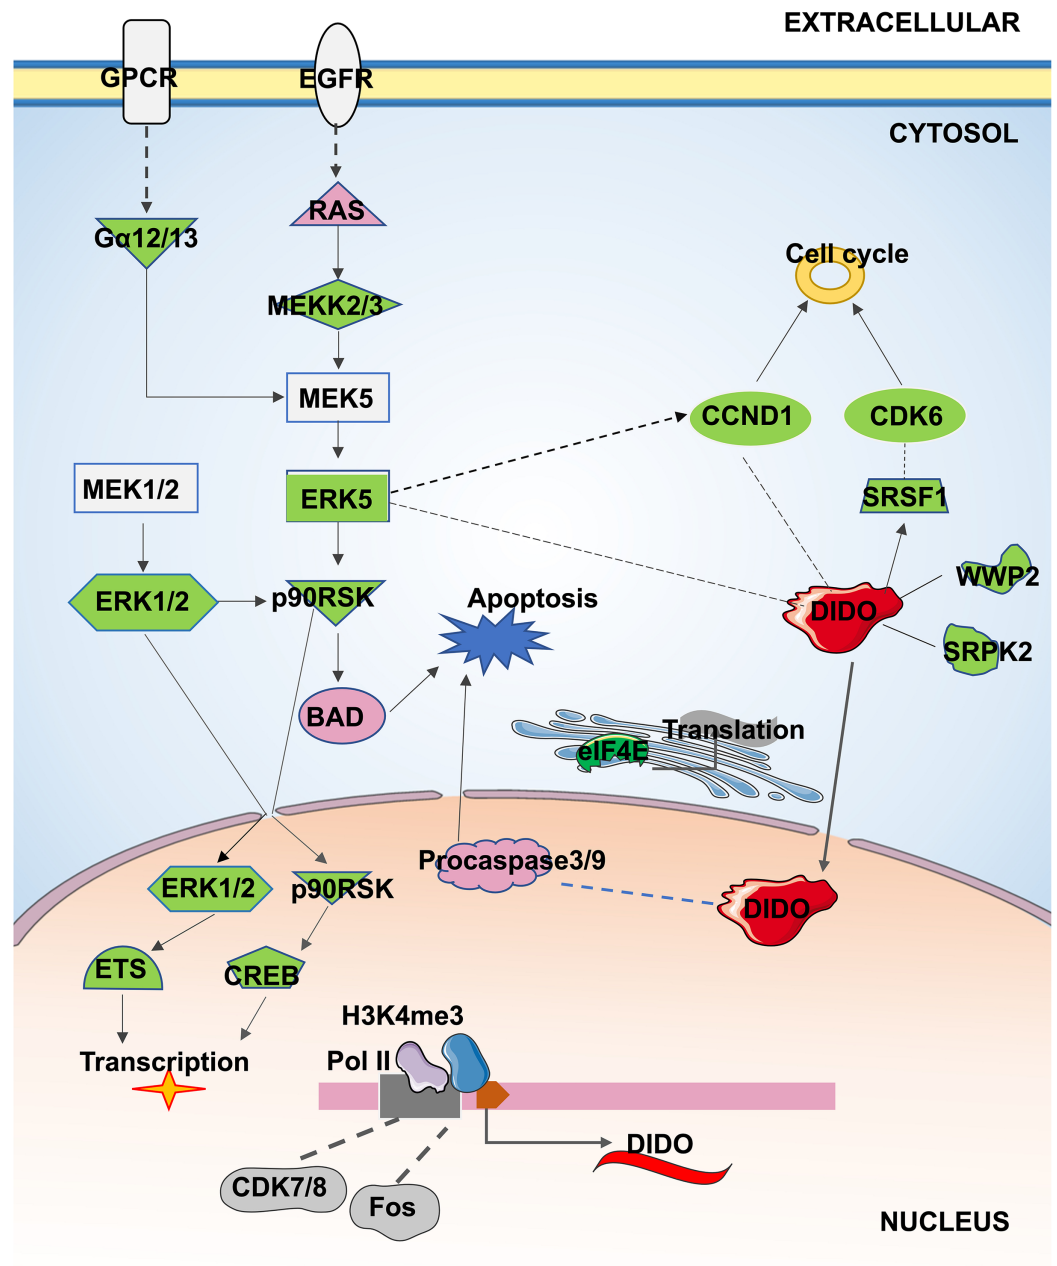 EXTRACELLULAR
GPCR
EGFR
CYTOSOL
RAS
Gα12/13
Cell cycle
MEKK2/3
MEK5
CCND1
CDK6
MEK1/2
ERK5
SRSF1
WWP2
ERK1/2
p90RSK
Apoptosis
DIDO
SRPK2
BAD
Translation
eIF4E
Procaspase3/9
ERK1/2
p90RSK
DIDO
ETS
CREB
H3K4me3
Transcription
Pol II
DIDO
CDK7/8
Fos
NUCLEUS